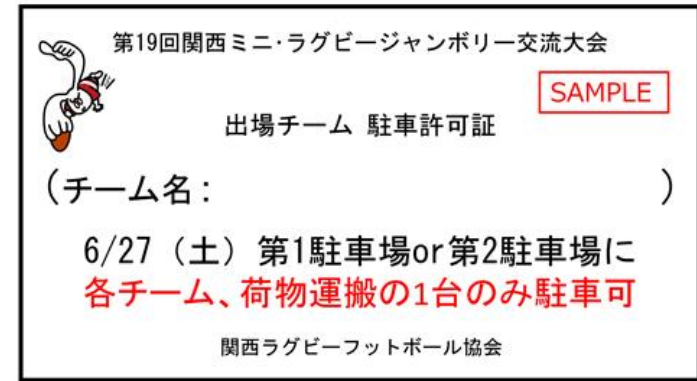 第19回関西ミニ・ラグビージャンボリー交流大会
SAMPLE
出場チーム 駐車許可証
(チーム名: )
6/27 (土) 第1駐車場or第2駐車場に
各チーム、荷物運搬の1台のみ駐車可
関西ラグビーフットボール協会